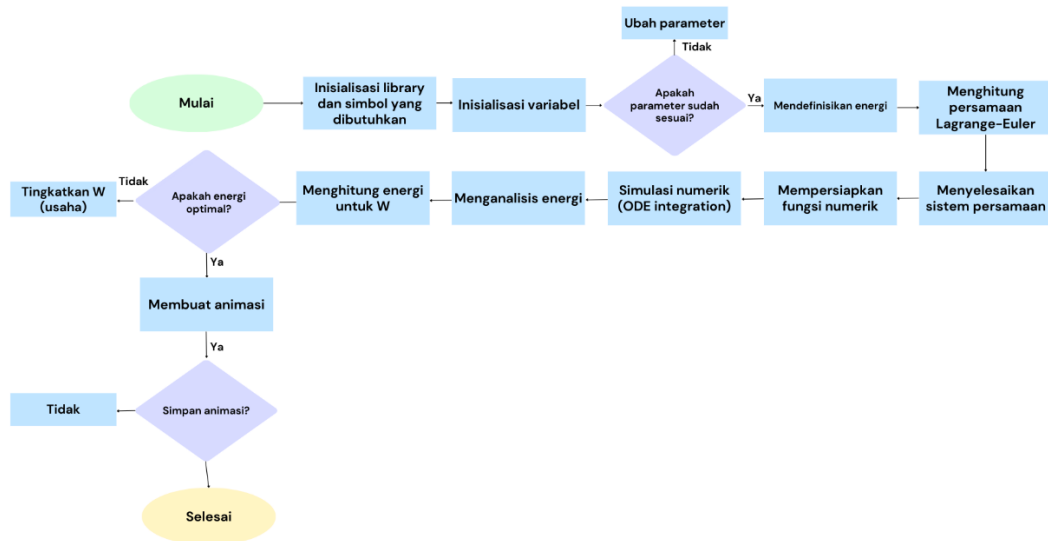 Ubah parameter
Tidak
Mulai
Inisialisasi library
dan simbol yang
dibutuhkan
Inisialisasi variabel
Apakah
parameter sudah
sesuai?
Ya
Mendefinisikan energi
Menghitung
persamaan
Lagrange-Euler
Tingkatkan W
(usaha)
Tidak
Apakah energi
optimal?
Menghitung energi
untuk W
Menganalisis energi
Simulasi numerik
(ODE integration)
Mempersiapkan
fungsi numerik
Menyelesaikan
sistem persamaan
Ya
Membuat animasi
Ya
Tidak
Simpan animasi?
Selesai